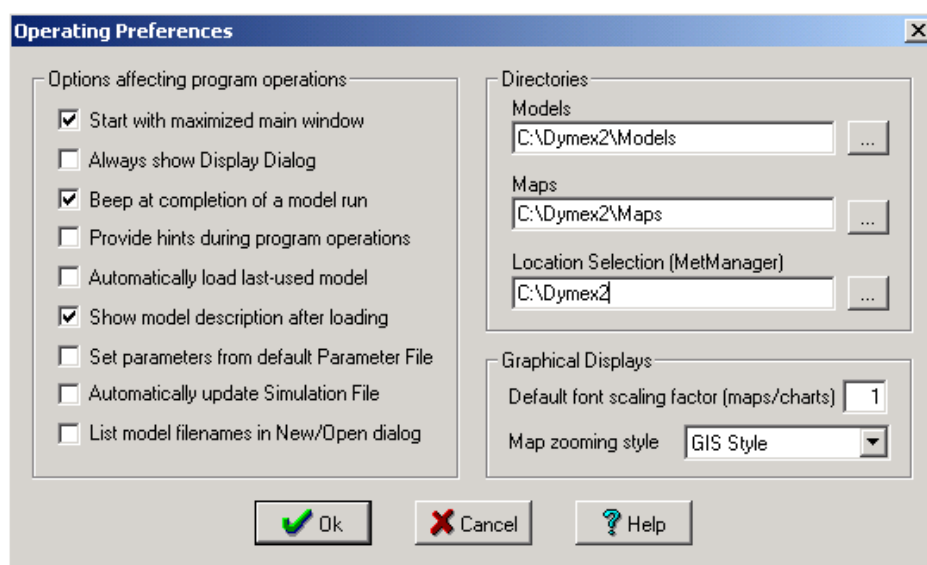 Operating Preferences
Options affecting program operations
Start with maximized main window
Always show Display Dialog
Beep at completion of a model run
Provide hints during program operations
Automatically load last-used model
Show model description after loading
Set parameters from default Parameter File
Automatically update Simulation File
List model filenames in New/Open dialog
Directories
Models
C:\Dymex2\Models ...
Maps
C:\Dymex2\Maps ...
Location Selection (MetManager)
C:\Dymex2 ...
Graphical Displays
Default font scaling factor (maps/charts) 1
Map zooming style GIS Style
Ok Cancel Help